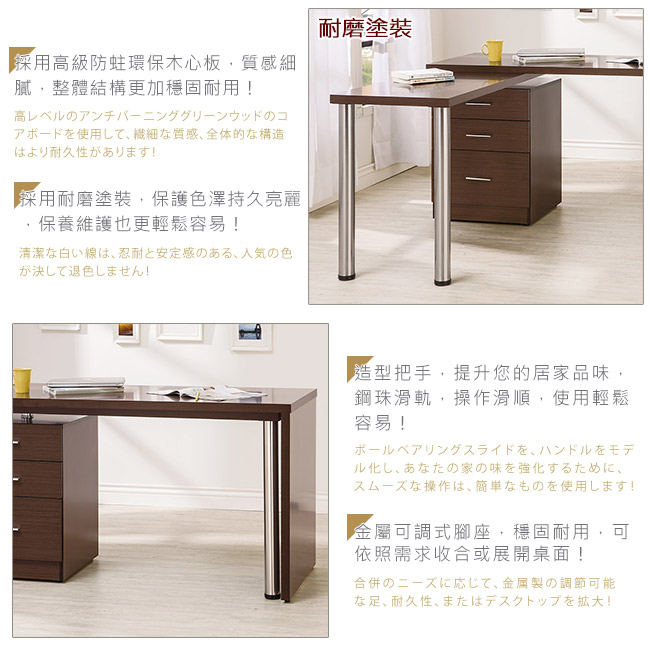 採用高級防蛀環保木心板，質感細
膩，整體結構更加穩固耐用！
高レベルのアンチバーニンググリーンウッドのコ
アボードを使用して、繊細な質感、全体的な構造
はより耐久性があります！
採用耐磨塗裝，保護色澤持久亮麗
，保養維護也更輕鬆容易！
清潔な白い線は、忍耐と安定感のある、人気の色
が決して退色しません！
耐磨塗裝
造型把手，提升您的居家品味，
鋼珠滑軌，操作滑順，使用輕鬆
容易！
ボールベアリングスライドを、ハンドルをモデ
ル化し、あなたの家の味を強化するために、
スムーズな操作は、簡単なものを使用します！
金屬可調式腳座，穩固耐用，可
依照需求收合或展開桌面！
合併のニーズに応じて、金属製の調節可能
な足、耐久性、またはデスクトップを拡大！